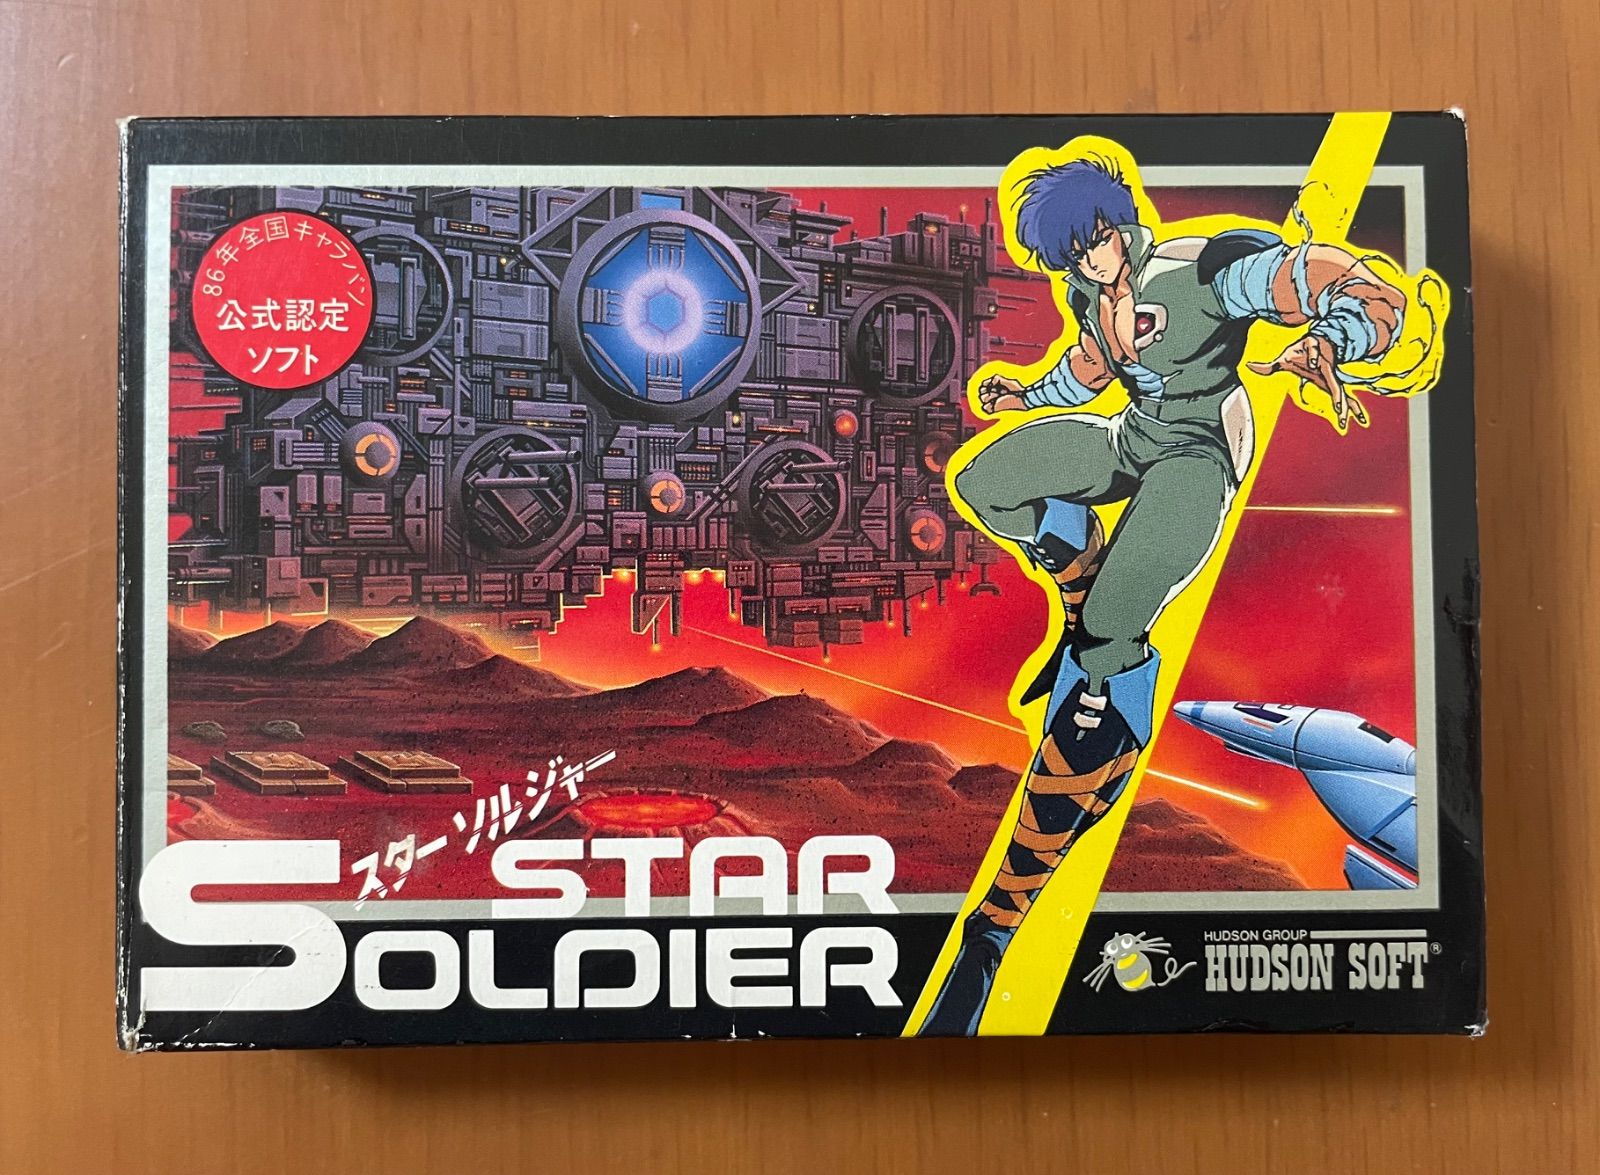 86年全国キャラバン
公式認定
ソフト
スターソルジャー
STAR
SOLDIER
HUDSON GROUP
HUDSON SOFT®